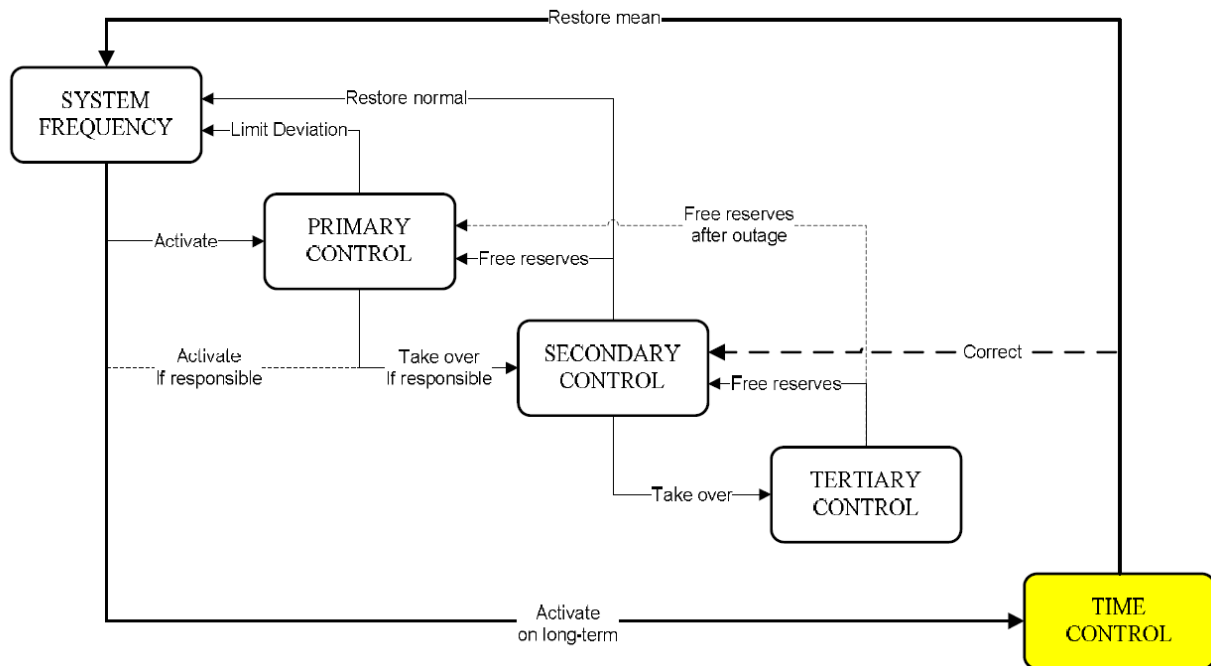 Restore mean
SYSTEM
FREQUENCY
Restore normal
Limit Deviation
PRIMARY
CONTROL
Activate
Free reserves
after outage
Free reserves
Activate
If responsible
Take over
If responsible
SECONDARY
CONTROL
Correct
Free reserves
Take over
TERTIARY
CONTROL
Activate
on long-term
TIME
CONTROL